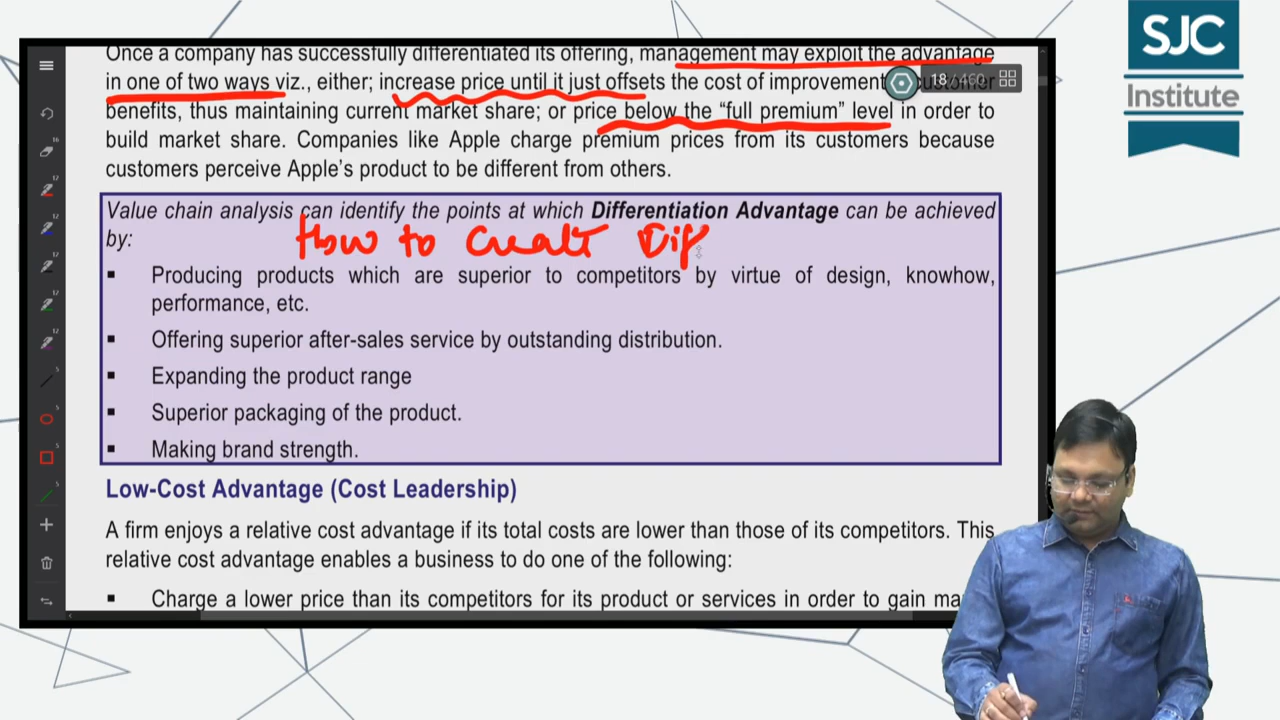 SJC
Institute
Once a company has successfully differentiated its offering, management may exploit the advantage
in one of two ways viz., either; increase price until it just offsets the cost of improvement customer
18 / 460
benefits, thus maintaining current market share; or price below the “full premium” level in order to
build market share. Companies like Apple charge premium prices from its customers because
customers perceive Apple’s product to be different from others.
Value chain analysis can identify the points at which Differentiation Advantage can be achieved
by:
How to Create Dif
▪ Producing products which are superior to competitors by virtue of design, knowhow,
performance, etc.
▪ Offering superior after-sales service by outstanding distribution.
▪ Expanding the product range
▪ Superior packaging of the product.
▪ Making brand strength.
Low-Cost Advantage (Cost Leadership)
A firm enjoys a relative cost advantage if its total costs are lower than those of its competitors. This
relative cost advantage enables a business to do one of the following:
▪ Charge a lower price than its competitors for its product or services in order to gain ma